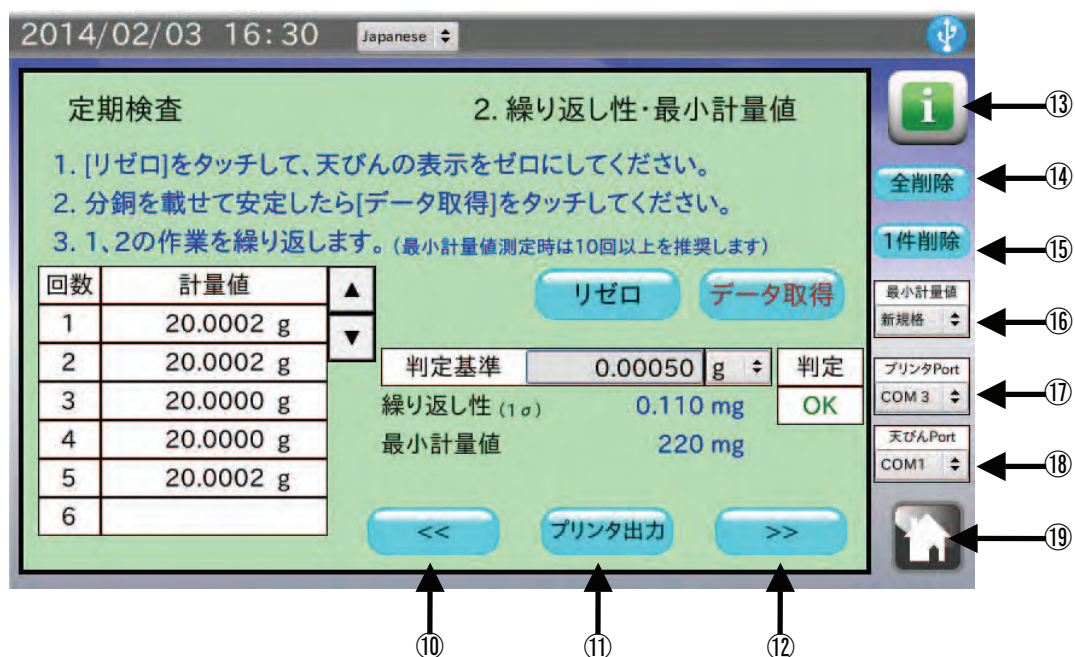 2014/02/03 16:30 Japanese
定期検査 2. 繰り返し性・最小計量値
1. [リゼロ]をタッチして、天びんの表示をゼロにしてください。
2. 分銅を載せて安定したら[データ取得]をタッチしてください。
3. 1、2の作業を繰り返します。(最小計量値測定時は10回以上を推奨します)
回数 計量値 ▲
1 20.0002 g ▼
2 20.0002 g
3 20.0000 g
4 20.0000 g
5 20.0002 g
6
リゼロ データ取得
判定基準 0.00050 g 判定
繰り返し性 (1σ) 0.110 mg OK
最小計量値 220 mg
<< プリンタ出力 >>
⑩ ⑪ ⑫
i ⑬
全削除 ⑭
1件削除 ⑮
最小計量値
新規格 ⑯
プリンタPort
COM 3 ⑰
天びんPort
COM1 ⑱
⑲